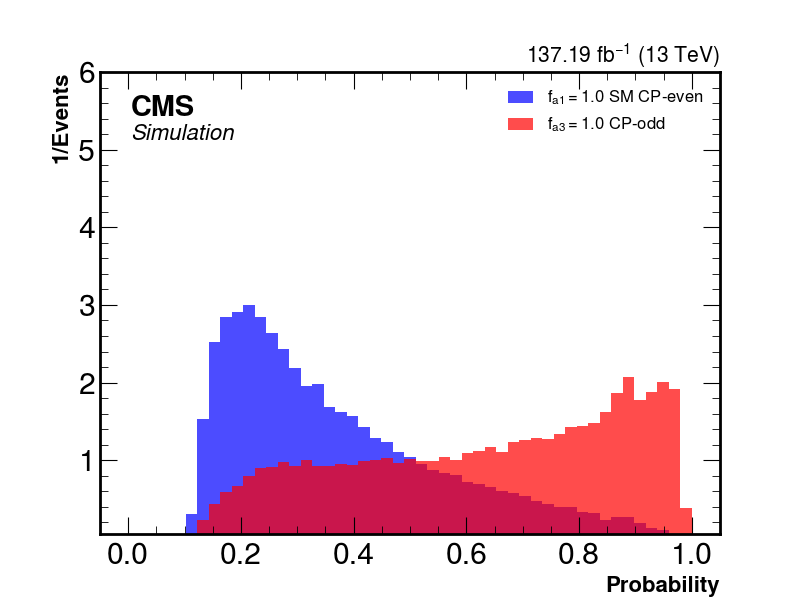 137.19 fb⁻¹ (13 TeV)
CMS
Simulation
fₐ₁ = 1.0 SM CP-even
fₐ₃ = 1.0 CP-odd
1/Events
6
5
4
3
2
1
0.0 0.2 0.4 0.6 0.8 1.0
Probability